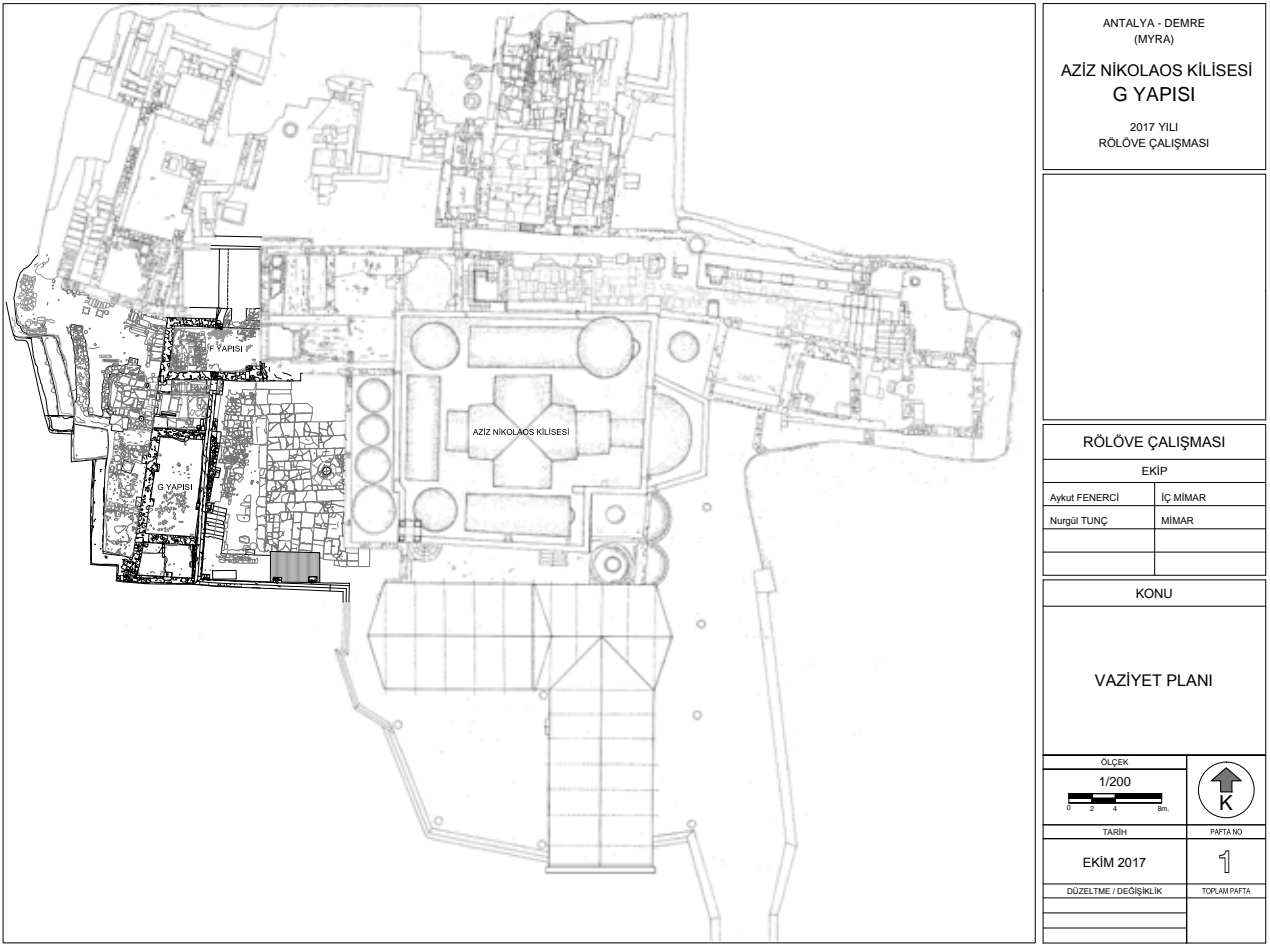 F YAPISI
AZİZ NİKOLAOS KİLİSESİ
G YAPISI
ANTALYA - DEMRE
(MYRA)
AZİZ NİKOLAOS KİLİSESİ
G YAPISI
2017 YILI
RÖLÖVE ÇALIŞMASI
RÖLÖVE ÇALIŞMASI
EKİP
Aykut FENERCİ İÇ MİMAR
Nurgül TUNÇ MİMAR
KONU
VAZİYET PLANI
ÖLÇEK
1/200
0 2 4 8m.
K
TARİH PAFTA NO
EKİM 2017 1
DÜZELTME / DEĞİŞİKLİK TOPLAM PAFTA